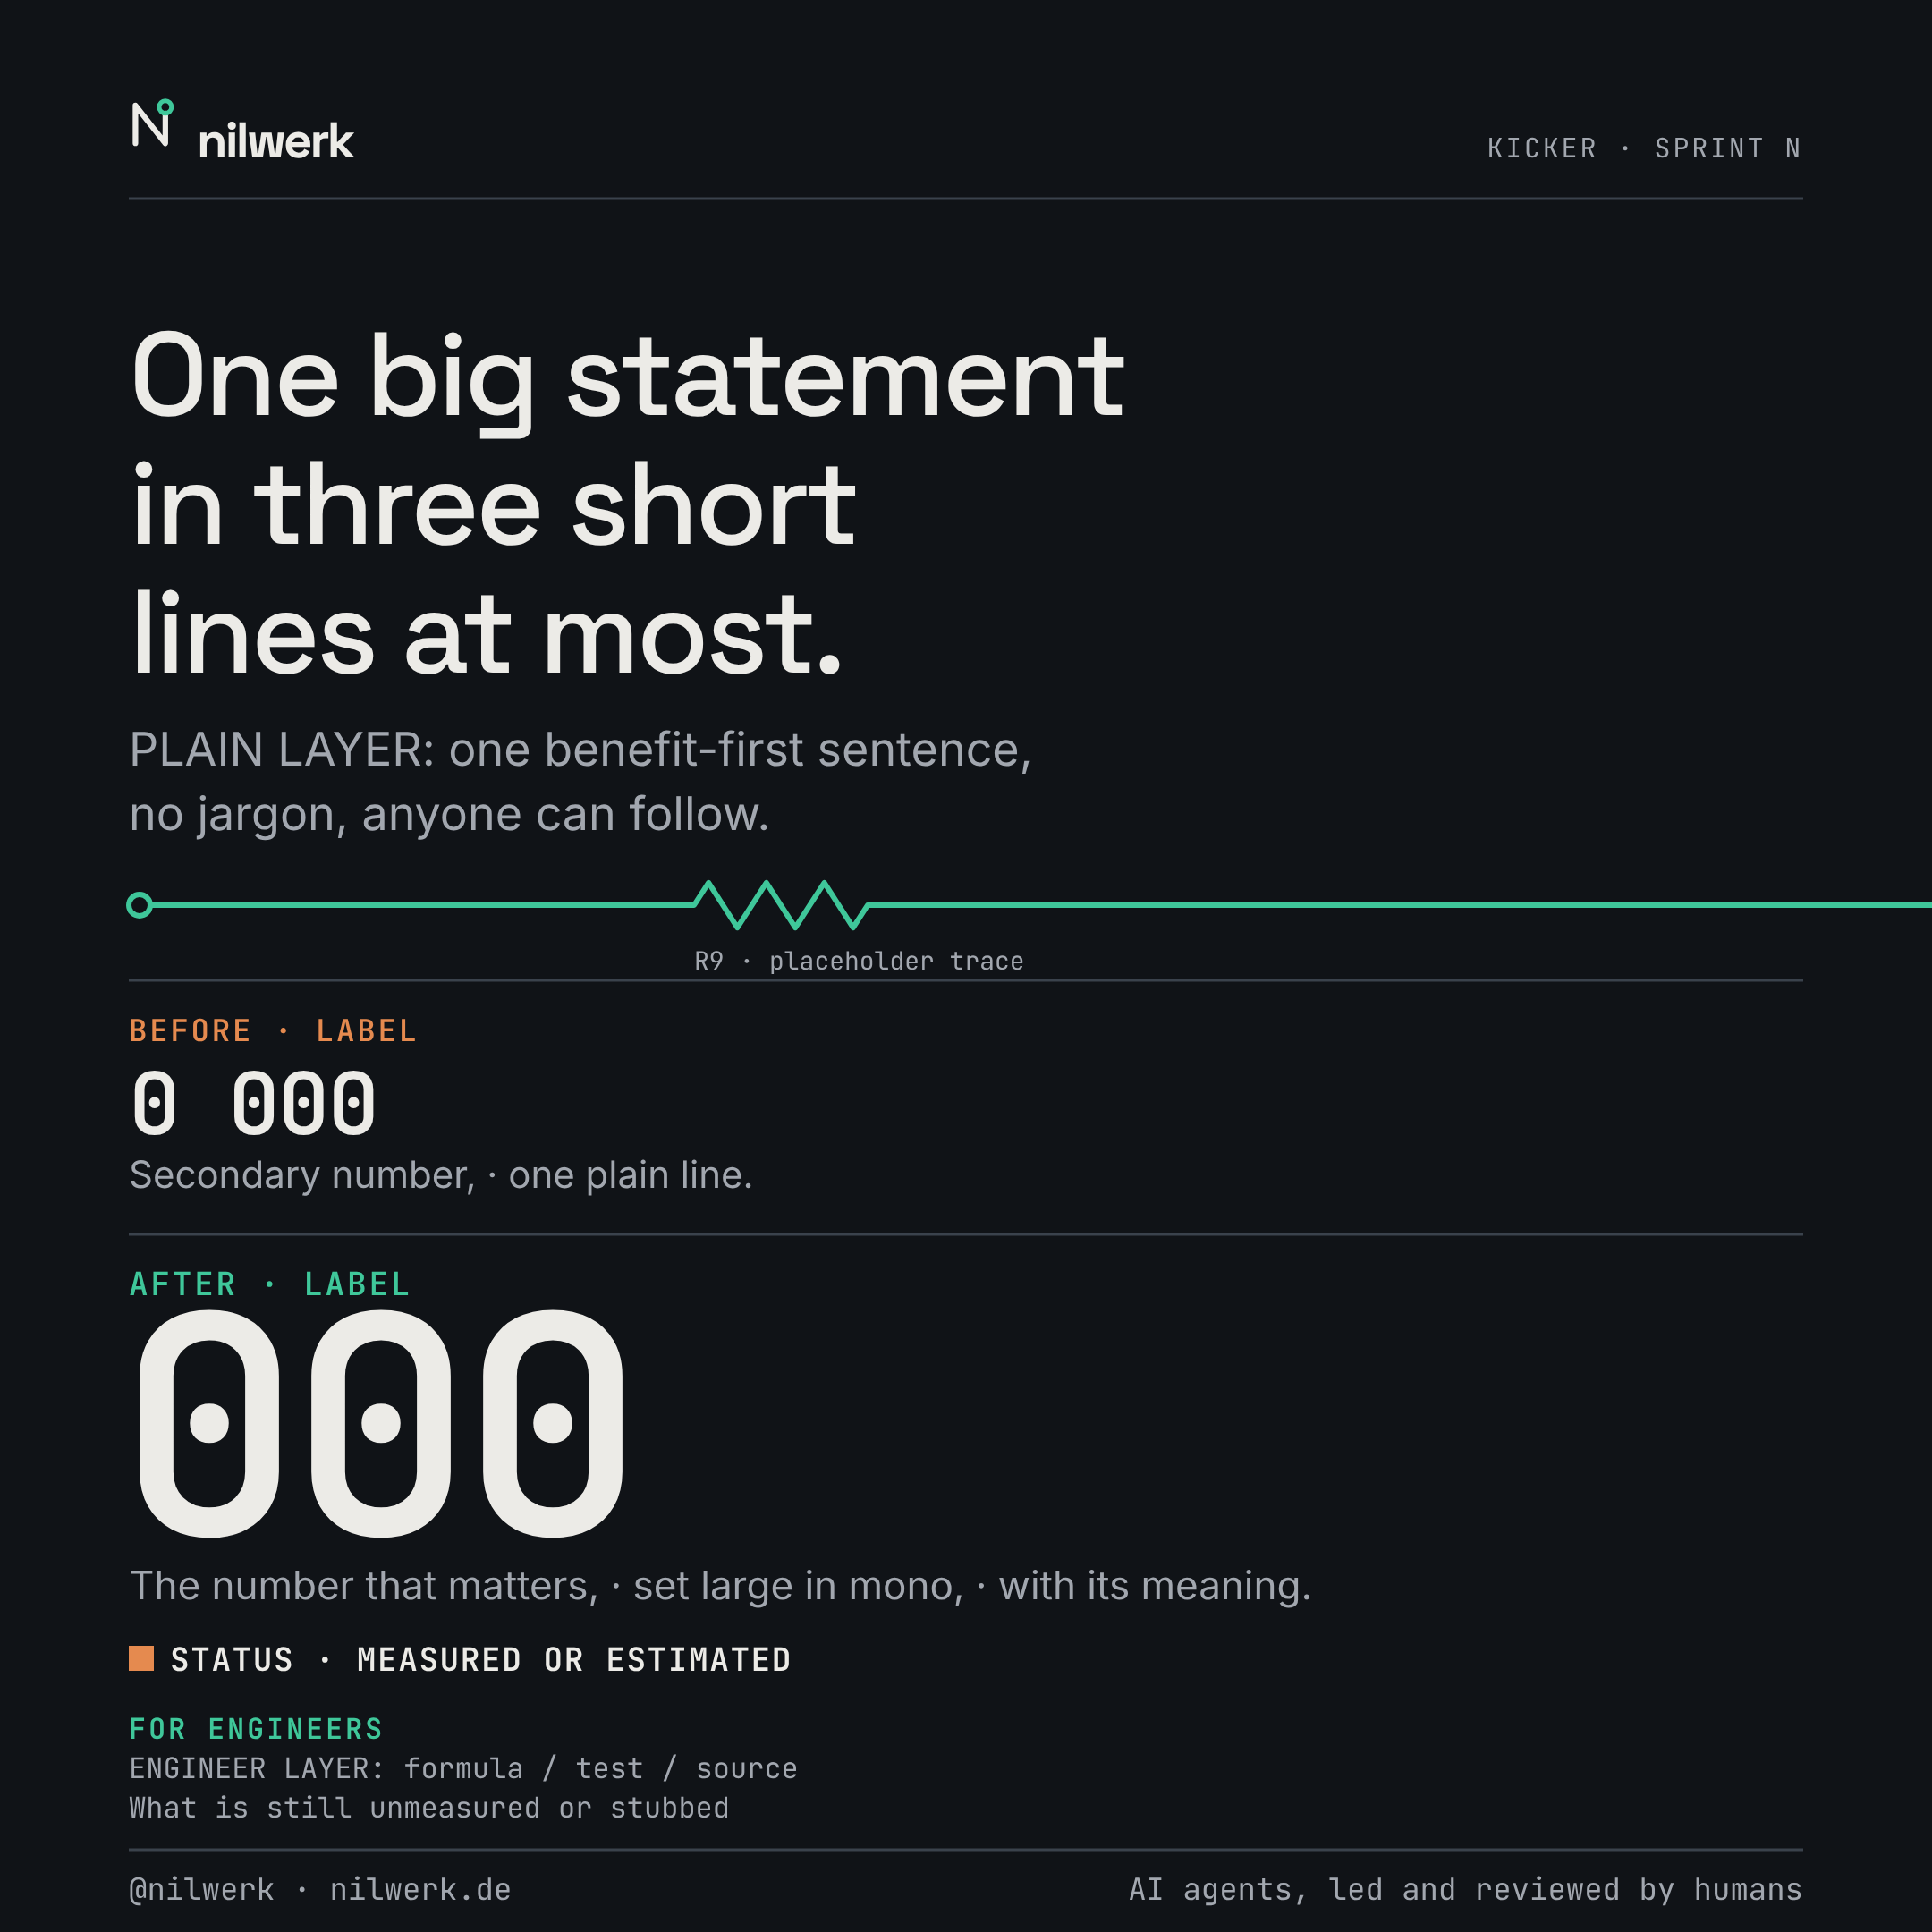 N nilwerk
KICKER · SPRINT N
One big statement
in three short
lines at most.
PLAIN LAYER: one benefit-first sentence,
no jargon, anyone can follow.
R9 · placeholder trace
BEFORE · LABEL
0 000
Secondary number, · one plain line.
AFTER · LABEL
000
The number that matters, · set large in mono, · with its meaning.
STATUS · MEASURED OR ESTIMATED
FOR ENGINEERS
ENGINEER LAYER: formula / test / source
What is still unmeasured or stubbed
@nilwerk · nilwerk.de
AI agents, led and reviewed by humans